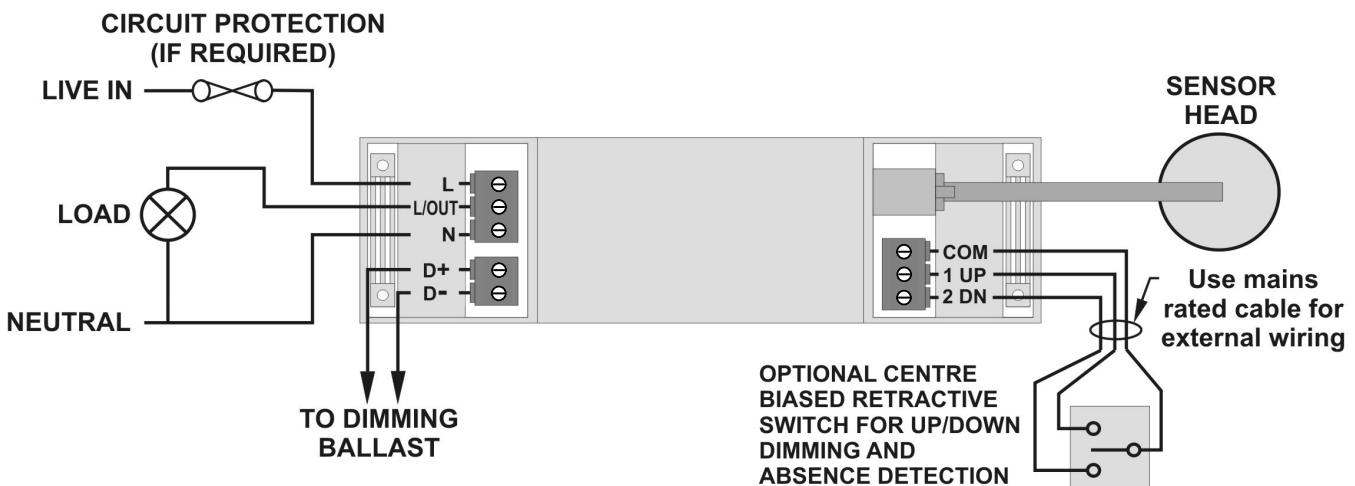 CIRCUIT PROTECTION
(IF REQUIRED)
LIVE IN
LOAD
NEUTRAL
L
L/OUT
N
D+
D-
TO DIMMING
BALLAST
SENSOR
HEAD
COM
1 UP
2 DN
Use mains
rated cable for
external wiring
OPTIONAL CENTRE
BIASED RETRACTIVE
SWITCH FOR UP/DOWN
DIMMING AND
ABSENCE DETECTION